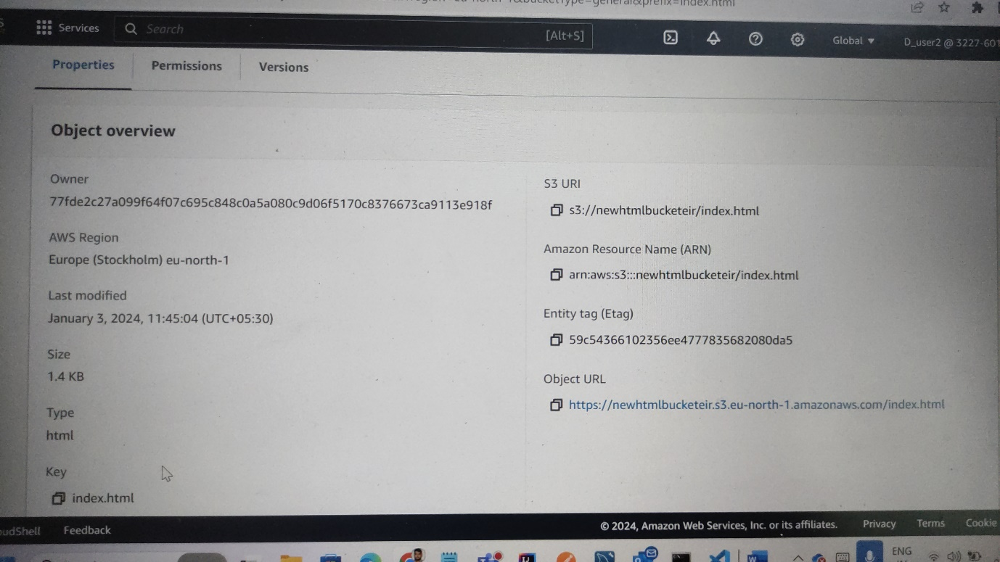 Services
Search
[Alt+S]
Global
D_user2 @ 3227-601
Properties
Permissions
Versions
Object overview
Owner
77fde2c27a099f64f07c695c848c0a5a080c9d06f5170c8376673ca9113e918f
AWS Region
Europe (Stockholm) eu-north-1
Last modified
January 3, 2024, 11:45:04 (UTC+05:30)
Size
1.4 KB
Type
html
Key
index.html
S3 URI
s3://newhtmlbucketeir/index.html
Amazon Resource Name (ARN)
arn:aws:s3:::newhtmlbucketeir/index.html
Entity tag (Etag)
59c54366102356ee4777835682080da5
Object URL
https://newhtmlbucketeir.s3.eu-north-1.amazonaws.com/index.html
oudShell
Feedback
© 2024, Amazon Web Services, Inc. or its affiliates.
Privacy
Terms
Cookie
ENG